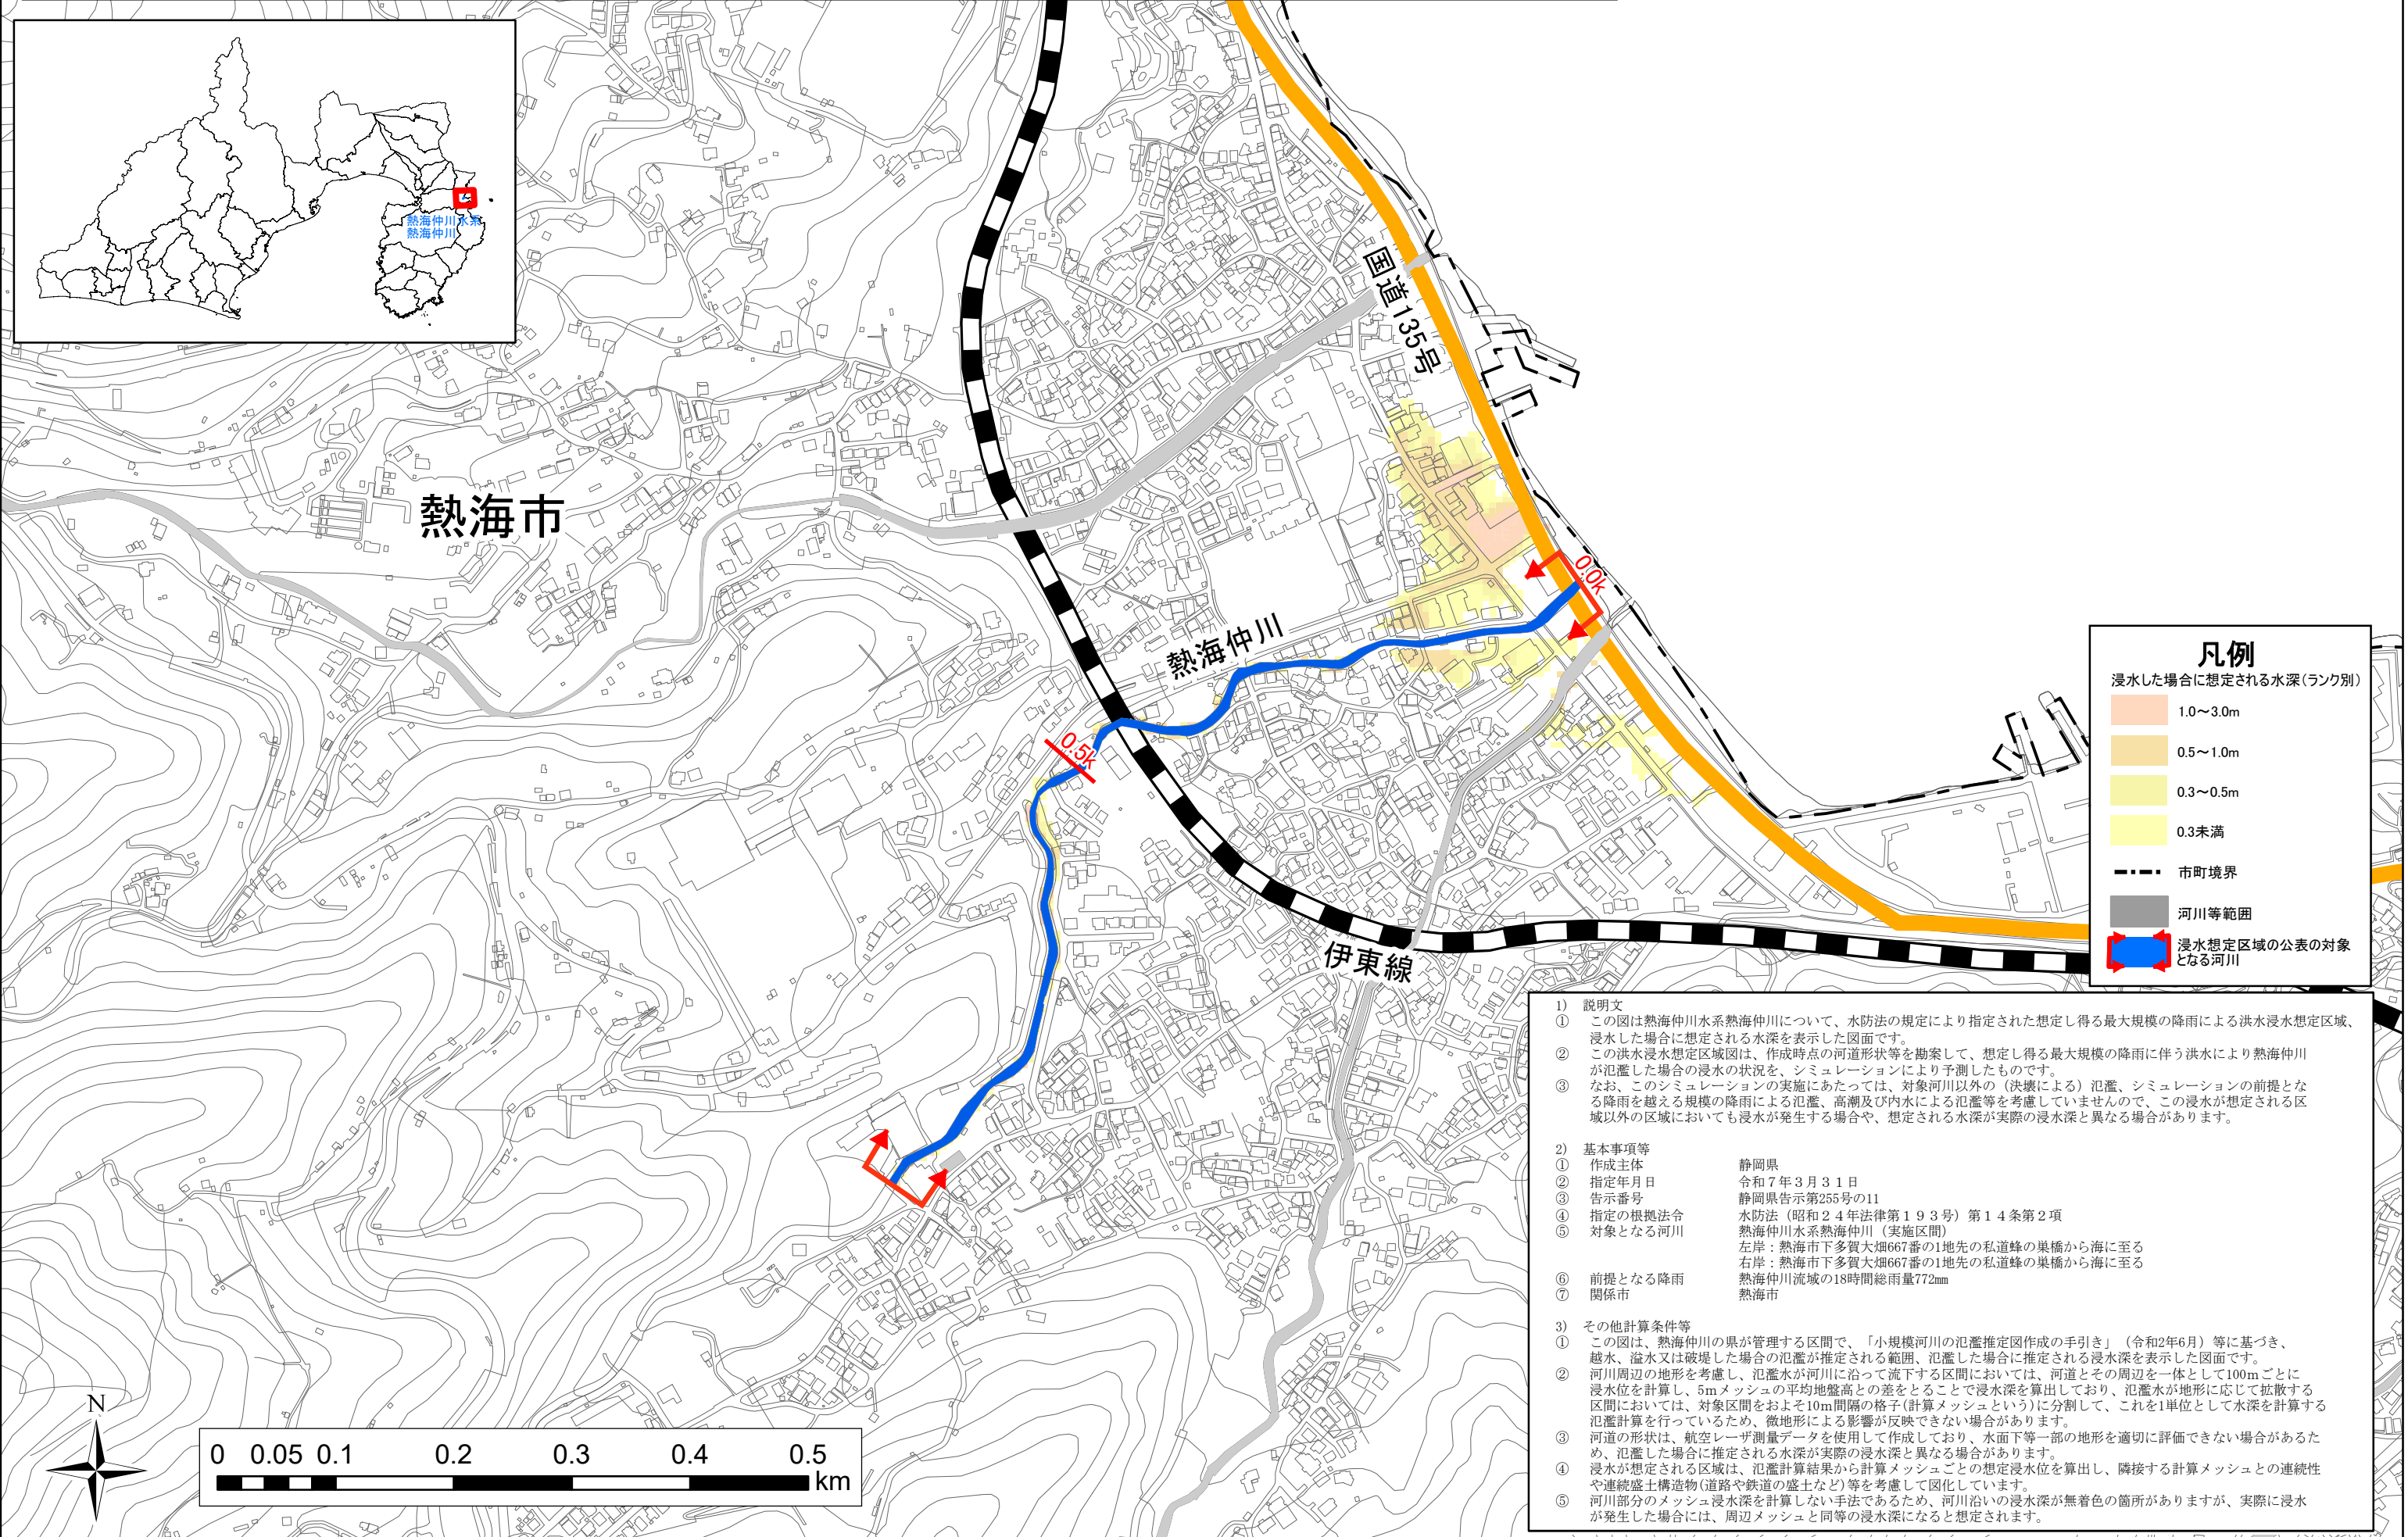 熱海仲川水系
熱海仲川
国道135号
熱海市
0.0k
熱海仲川
0.5k
伊東線
凡例
浸水した場合に想定される水深(ランク別)
1.0～3.0m
0.5～1.0m
0.3～0.5m
0.3未満
市町境界
河川等範囲
浸水想定区域の公表の対象
となる河川
1) 説明文
① この図は熱海仲川水系熱海仲川について、水防法の規定により指定された想定し得る最大規模の降雨による洪水浸水想定区域、
浸水した場合に想定される水深を表示した図面です。
② この洪水浸水想定区域図は、作成時点の河道形状等を勘案して、想定し得る最大規模の降雨に伴う洪水により熱海仲川
が氾濫した場合の浸水の状況を、シミュレーションにより予測したものです。
③ なお、このシミュレーションの実施にあたっては、対象河川以外の（決壊による）氾濫、シミュレーションの前提とな
る降雨を越える規模の降雨による氾濫、高潮及び内水による氾濫等を考慮していませんので、この浸水が想定される区
域以外の区域においても浸水が発生する場合や、想定される水深が実際の浸水深と異なる場合があります。
2) 基本事項等
① 作成主体 静岡県
② 指定年月日 令和７年３月３１日
③ 告示番号 静岡県告示第255号の11
④ 指定の根拠法令 水防法（昭和２４年法律第１９３号）第１４条第２項
⑤ 対象となる河川 熱海仲川水系熱海仲川（実施区間）
左岸：熱海市下多賀大畑667番の1地先の私道蜂の巣橋から海に至る
右岸：熱海市下多賀大畑667番の1地先の私道蜂の巣橋から海に至る
⑥ 前提となる降雨 熱海仲川流域の18時間総雨量772㎜
⑦ 関係市 熱海市
3) その他計算条件等
① この図は、熱海仲川の県が管理する区間で、「小規模河川の氾濫推定図作成の手引き」（令和2年6月）等に基づき、
越水、溢水又は破堤した場合の氾濫が推定される範囲、氾濫した場合に推定される浸水深を表示した図面です。
② 河川周辺の地形を考慮し、氾濫水が河川に沿って流下する区間においては、河道とその周辺を一体として100mごとに
浸水位を計算し、5mメッシュの平均地盤高との差をとることで浸水深を算出しており、氾濫水が地形に応じて拡散する
区間においては、対象区間をおよそ10m間隔の格子(計算メッシュという)に分割して、これを1単位として水深を計算する
氾濫計算を行っているため、微地形による影響が反映できない場合があります。
③ 河道の形状は、航空レーザ測量データを使用して作成しており、水面下等一部の地形を適切に評価できない場合があるた
め、氾濫した場合に推定される水深が実際の浸水深と異なる場合があります。
④ 浸水が想定される区域は、氾濫計算結果から計算メッシュごとの想定浸水位を算出し、隣接する計算メッシュとの連続性
や連続盛土構造物(道路や鉄道の盛土など)等を考慮して図化しています。
⑤ 河川部分のメッシュ浸水深を計算しない手法であるため、河川沿いの浸水深が無着色の箇所がありますが、実際に浸水
が発生した場合には、周辺メッシュと同等の浸水深になると想定されます。
N
0 0.05 0.1 0.2 0.3 0.4 0.5
km